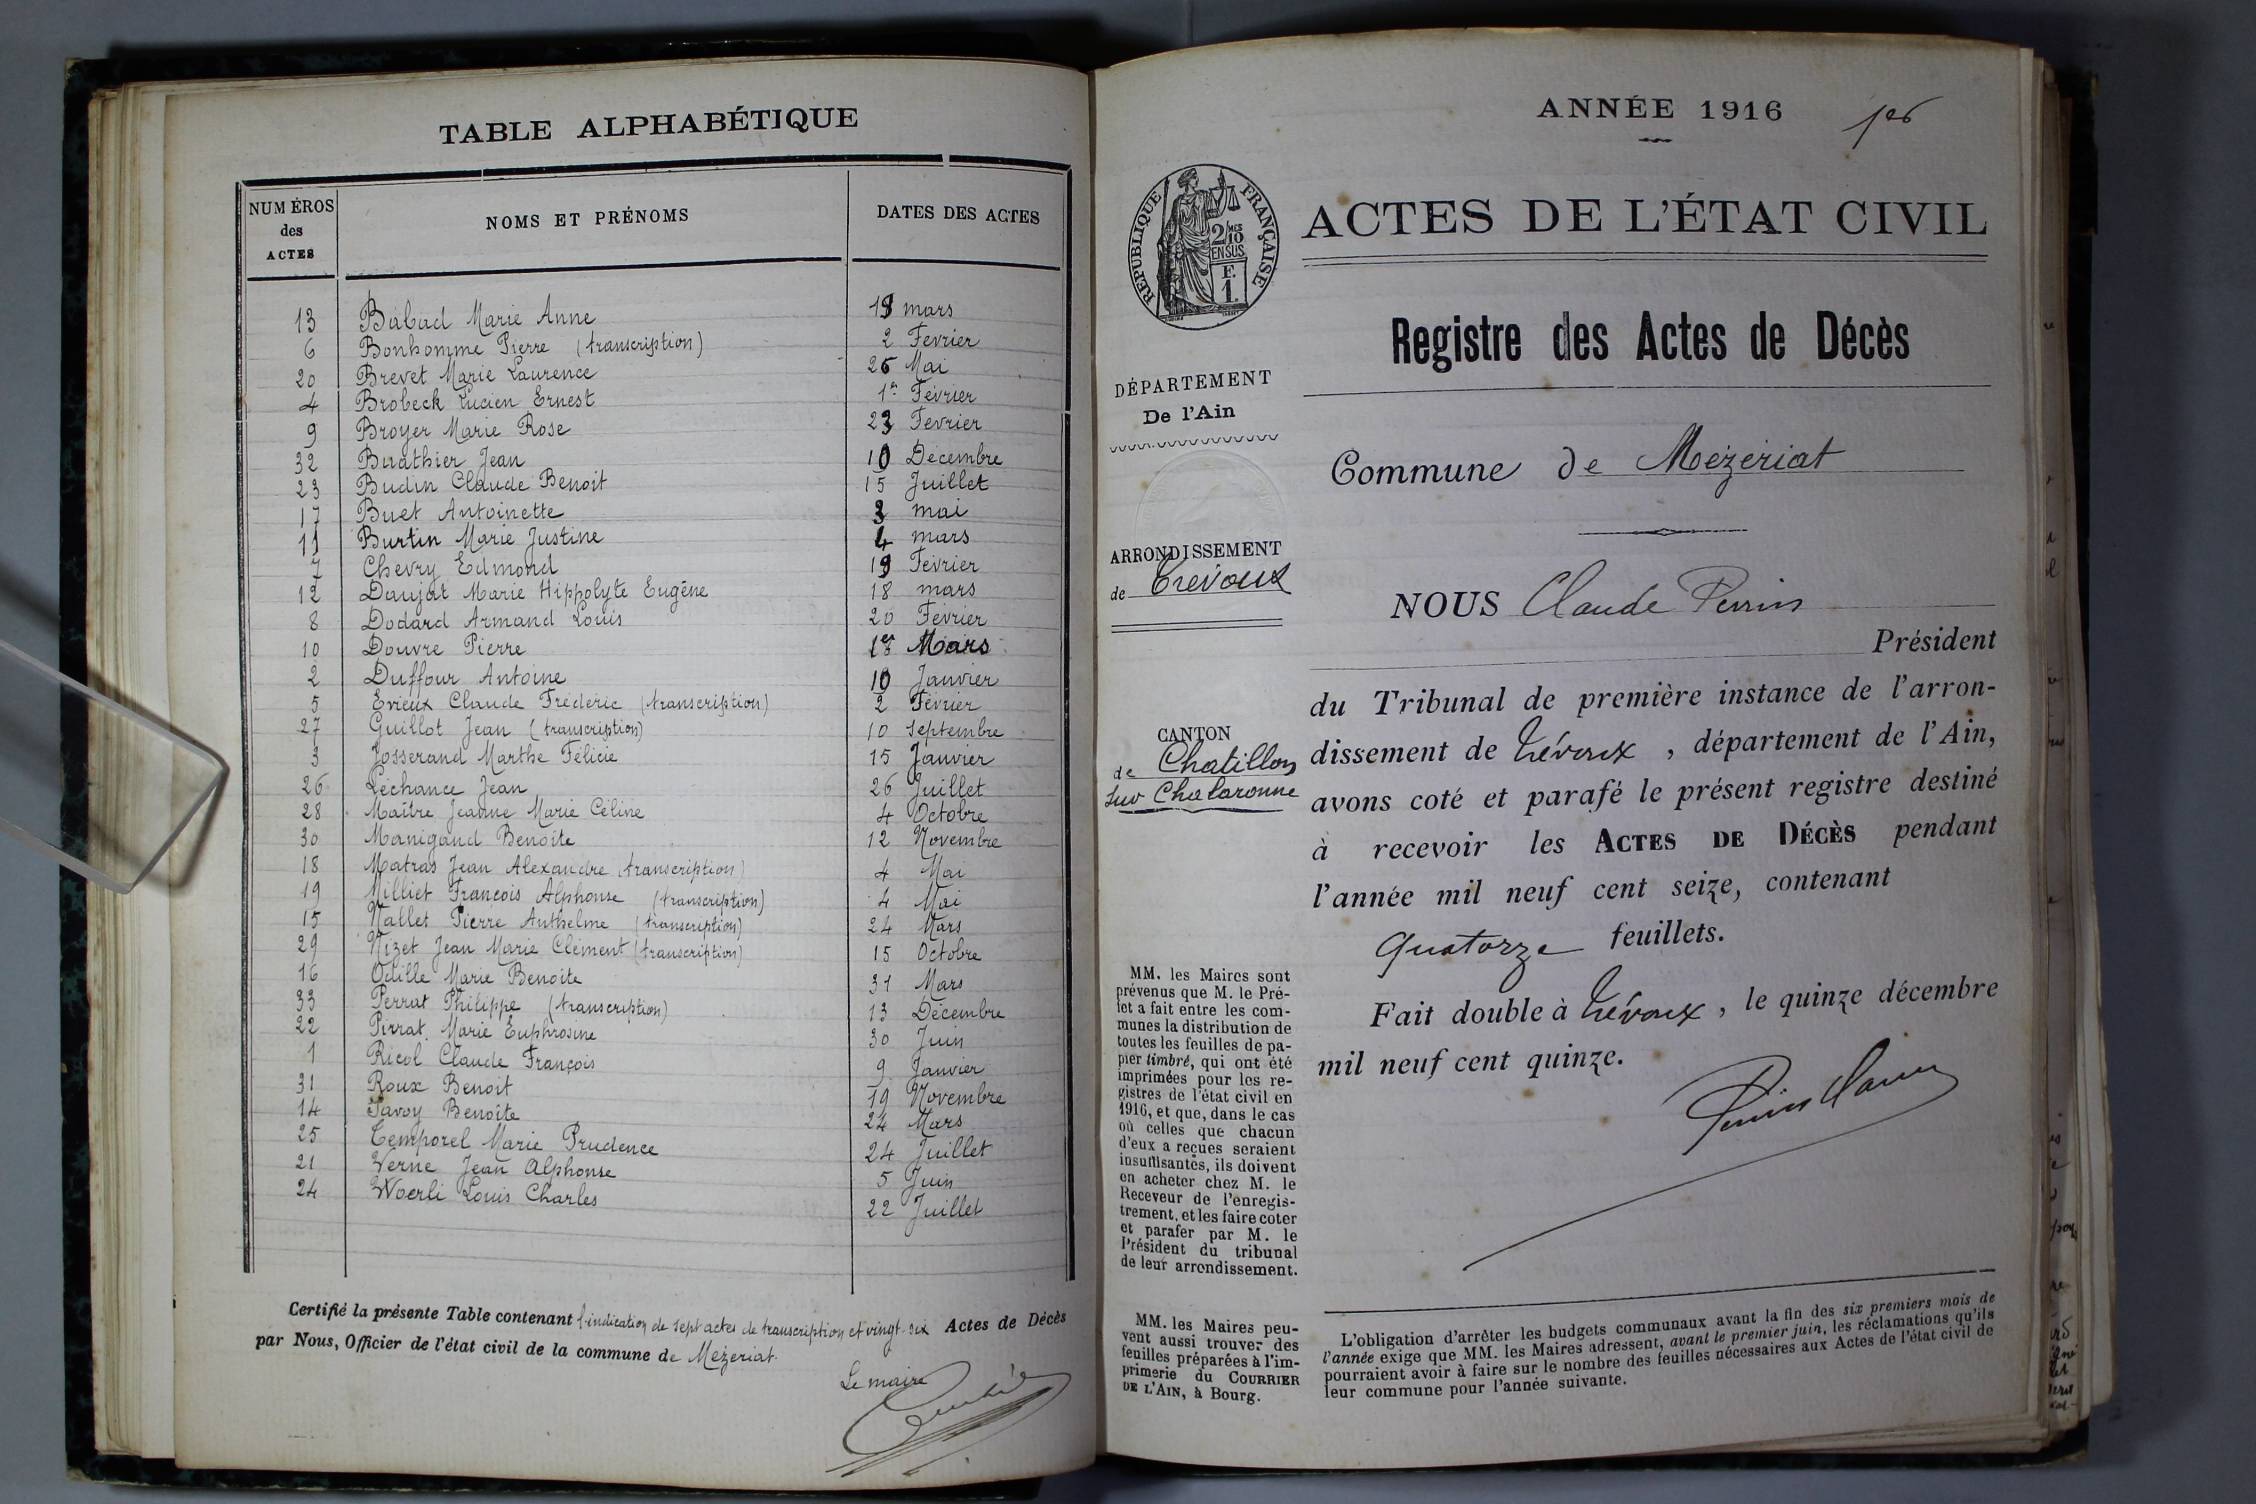 TABLE ALPHABÉTIQUE
NUMÉROS des ACTES NOMS ET PRÉNOMS DATES DES ACTES
13 Babad Marie Anne 18 mars
6 Bonhomme Pierre (transcription) 2 Février
20 Brevet Marie Laurence 26 Mai
4 Brobeck Lucien Ernest 1er Février
9 Broyer Marie Rose 23 Février
32 Buathier Jean 10 Décembre
23 Budin Claude Benoit 15 Juillet
17 Buet Antoinette 3 mai
11 Burtin Marie Justine 4 mars
7 Chevry Edmond 19 Février
12 Daujat Marie Hippolyte Eugène 18 mars
8 Dodard Armand Louis 20 Février
10 Douvre Pierre 1er Mars
2 Duffour Antoine 10 Janvier
5 Erieux Claude Frédéric (transcription) 2 Février
27 Guillot Jean (transcription) 10 Septembre
3 Josserand Marthe Félicie 15 Janvier
26 Léchance Jean 26 Juillet
28 Maître Jeanne Marie Céline 4 Octobre
30 Manigand Benoîte 12 Novembre
18 Matras Jean Alexandre (transcription) 4 Mai
19 Milliet François Alphonse (transcription) 4 Mai
15 Nallet Pierre Anthelme (transcription) 24 Mars
29 Nizet Jean Marie Clément (transcription) 15 Octobre
16 Odille Marie Benoite 31 Mars
33 Perrat Philippe (transcription) 13 Décembre
22 Pirrat Marie Euphrosine 30 Juin
1 Ricol Claude François 9 Janvier
31 Roux Benoit 19 Novembre
14 Savoy Benoîte 24 Mars
25 Temporel Marie Prudence 24 Juillet
21 Verne Jean Alphonse 5 Juin
24 Woerli Louis Charles 22 Juillet
Certifié la présente Table contenant l'indication de sept actes de transcription et vingt-six Actes de Décès
par Nous, Officier de l'état civil de la commune de Mezeriat.
Le maire
ANNÉE 1916
1er
RÉPUBLIQUE FRANÇAISE
2/10 MES
EN SUS
F.
1.
ACTES DE L'ÉTAT CIVIL
Registre des Actes de Décès
DÉPARTEMENT
De l'Ain
Commune de Mézériat
ARRONDISSEMENT
de Trévoux
NOUS Claude Perrin
Président
du Tribunal de première instance de l'arron-
dissement de Trévoux, département de l'Ain,
avons coté et parafé le présent registre destiné
à recevoir les ACTES DE DÉCÈS pendant
l'année mil neuf cent seize, contenant
quatorze feuillets.
Fait double à Trévoux, le quinze décembre
mil neuf cent quinze.
CANTON
de Chatillon
sur Chalaronne
MM. les Maires sont
prévenus que M. le Pré-
fet a fait entre les com-
munes la distribution de
toutes les feuilles de pa-
pier timbré, qui ont été
imprimées pour les re-
gistres de l'état civil en
1916, et que, dans le cas
où celles que chacun
d'eux a reçues seraient
insuffisantes, ils doivent
en acheter chez M. le
Receveur de l'enregis-
trement, et les faire coter
et parafer par M. le
Président du tribunal
de leur arrondissement.
MM. les Maires peu-
vent aussi trouver des
feuilles préparées à l'im-
primerie du COURRIER
DE L'AIN, à Bourg.
L'obligation d'arrêter les budgets communaux avant la fin des six premiers mois de
l'année exige que MM. les Maires adressent, avant le premier juin, les réclamations qu'ils
pourraient avoir à faire sur le nombre des feuilles nécessaires aux Actes de l'état civil de
leur commune pour l'année suivante.